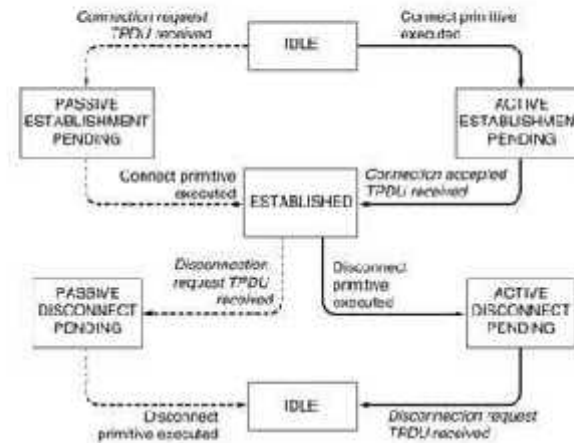 Connection request
TPDU received
IDLE
Connect primitive
executed
PASSIVE
ESTABLISHMENT
PENDING
ACTIVE
ESTABLISHMENT
PENDING
Connect primitive
executed
ESTABLISHED
Connection accepted
TPDU received
Disconnection
request TPDU
received
Disconnect
primitive
executed
PASSIVE
DISCONNECT
PENDING
ACTIVE
DISCONNECT
PENDING
IDLE
Disconnect
primitive executed
Disconnection request
TPDU received